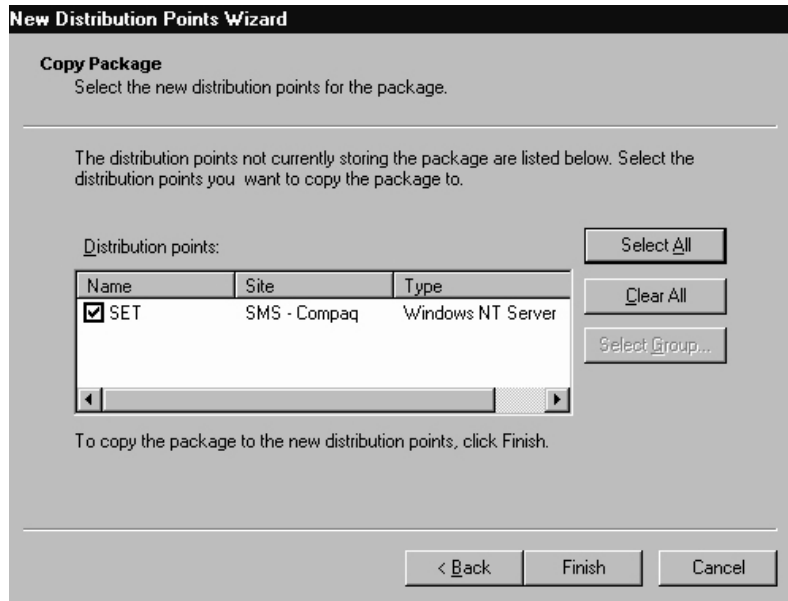 New Distribution Points Wizard
Copy Package
Select the new distribution points for the package.
The distribution points not currently storing the package are listed below. Select the
distribution points you want to copy the package to.
Distribution points:
Select All
Name Site Type
Clear All
SET SMS - Compaq Windows NT Server
Select Group...
To copy the package to the new distribution points, click Finish.
< Back Finish Cancel